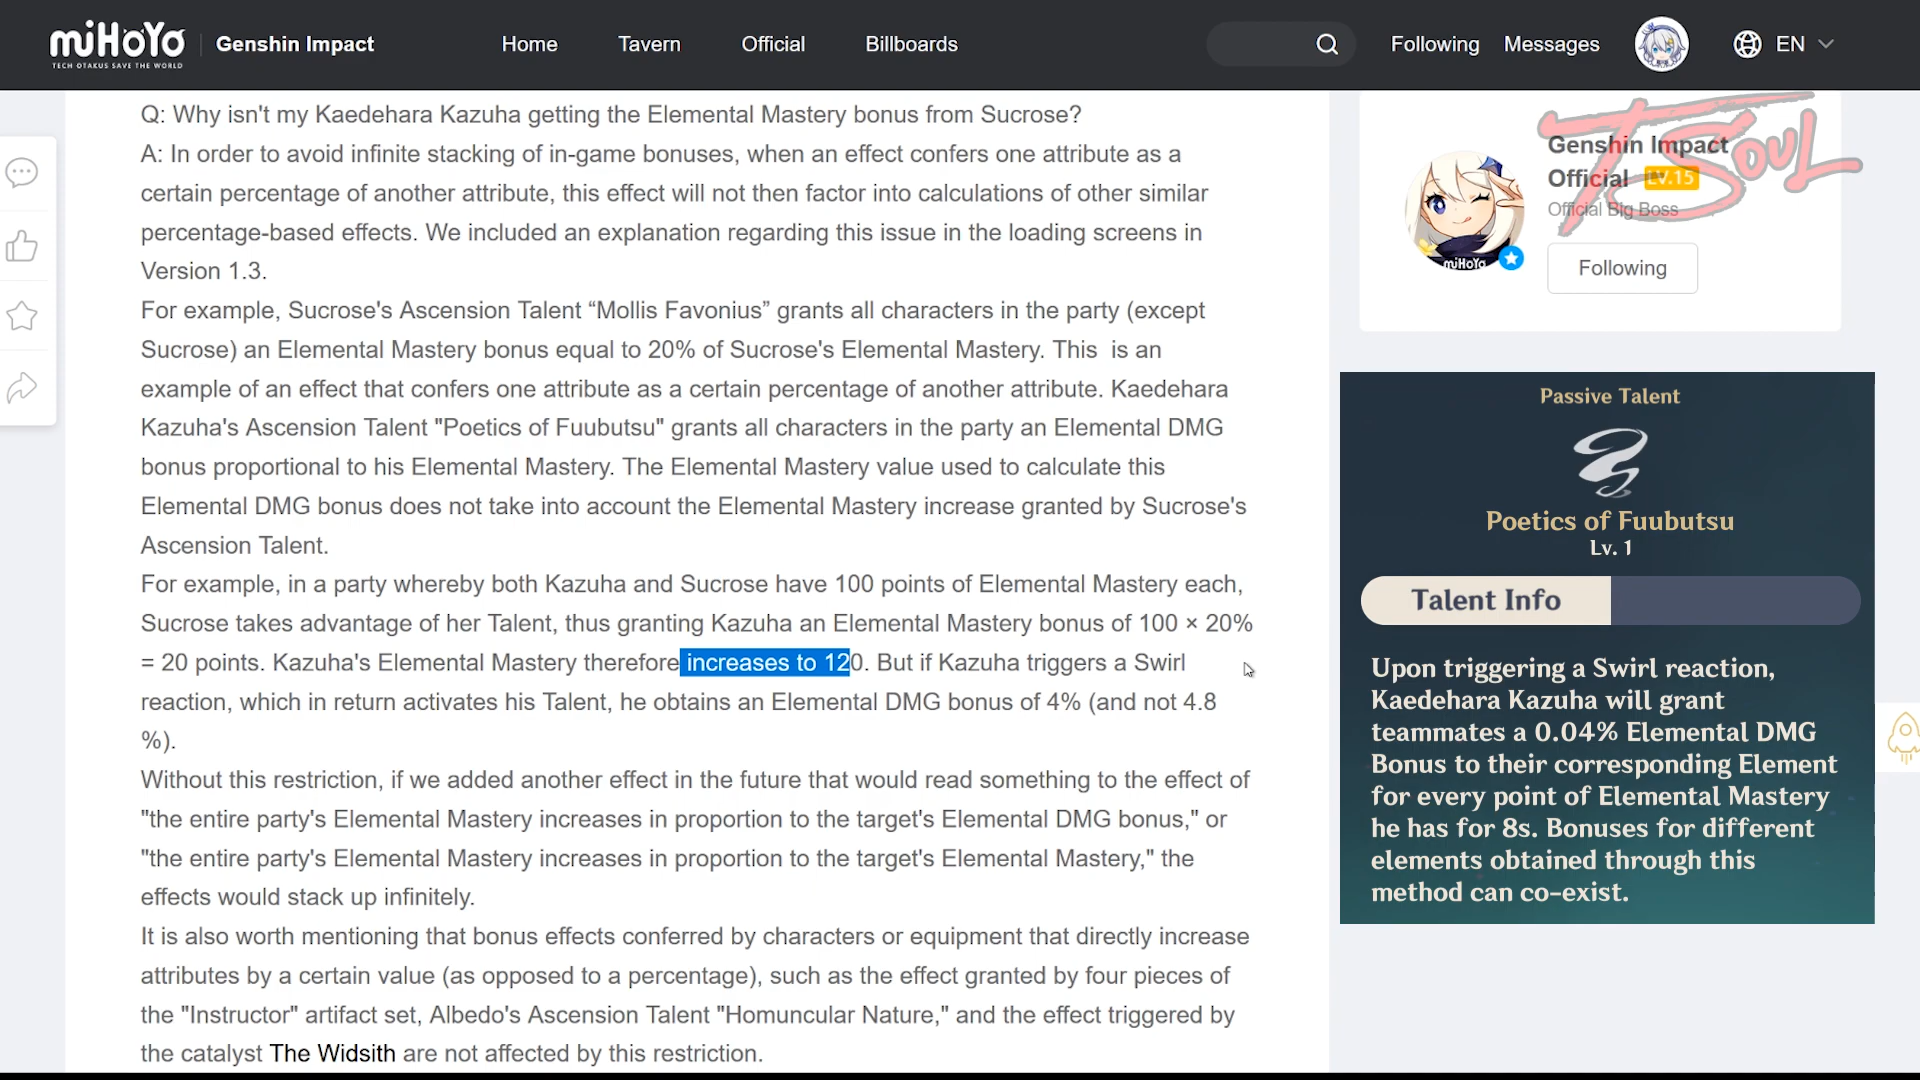 miHoYo
TECH OTAKUS SAVE THE WORLD
Genshin Impact
Home
Tavern
Official
Billboards
Following
Messages
EN
Q: Why isn't my Kaedehara Kazuha getting the Elemental Mastery bonus from Sucrose?
A: In order to avoid infinite stacking of in-game bonuses, when an effect confers one attribute as a
certain percentage of another attribute, this effect will not then factor into calculations of other similar
percentage-based effects. We included an explanation regarding this issue in the loading screens in
Version 1.3.
For example, Sucrose's Ascension Talent “Mollis Favonius” grants all characters in the party (except
Sucrose) an Elemental Mastery bonus equal to 20% of Sucrose's Elemental Mastery. This  is an
example of an effect that confers one attribute as a certain percentage of another attribute. Kaedehara
Kazuha's Ascension Talent "Poetics of Fuubutsu" grants all characters in the party an Elemental DMG
bonus proportional to his Elemental Mastery. The Elemental Mastery value used to calculate this
Elemental DMG bonus does not take into account the Elemental Mastery increase granted by Sucrose's
Ascension Talent.
For example, in a party whereby both Kazuha and Sucrose have 100 points of Elemental Mastery each,
Sucrose takes advantage of her Talent, thus granting Kazuha an Elemental Mastery bonus of 100 × 20%
= 20 points. Kazuha's Elemental Mastery therefore increases to 120. But if Kazuha triggers a Swirl
reaction, which in return activates his Talent, he obtains an Elemental DMG bonus of 4% (and not 4.8
%).
Without this restriction, if we added another effect in the future that would read something to the effect of
"the entire party's Elemental Mastery increases in proportion to the target's Elemental DMG bonus," or
"the entire party's Elemental Mastery increases in proportion to the target's Elemental Mastery," the
effects would stack up infinitely.
It is also worth mentioning that bonus effects conferred by characters or equipment that directly increase
attributes by a certain value (as opposed to a percentage), such as the effect granted by four pieces of
the "Instructor" artifact set, Albedo's Ascension Talent "Homuncular Nature," and the effect triggered by
the catalyst The Widsith are not affected by this restriction.
miHoYo
Genshin Impact
Official LV.15
Official Big Boss
TSOUL
Following
Passive Talent
Poetics of Fuubutsu
Lv. 1
Talent Info
Upon triggering a Swirl reaction,
Kaedehara Kazuha will grant
teammates a 0.04% Elemental DMG
Bonus to their corresponding Element
for every point of Elemental Mastery
he has for 8s. Bonuses for different
elements obtained through this
method can co-exist.